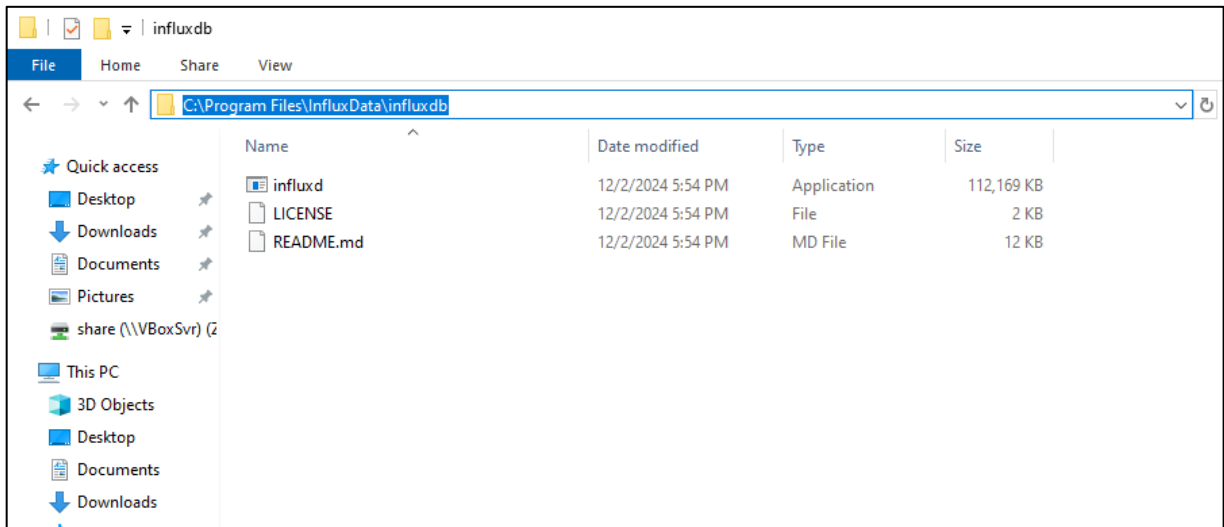 influxdb
File Home Share View
C:\Program Files\InfluxData\influxdb
Name Date modified Type Size
Quick access
Desktop
Downloads
Documents
Pictures
share (\\VBoxSvr) (Z
This PC
3D Objects
Desktop
Documents
Downloads
influxd 12/2/2024 5:54 PM Application 112,169 KB
LICENSE 12/2/2024 5:54 PM File 2 KB
README.md 12/2/2024 5:54 PM MD File 12 KB